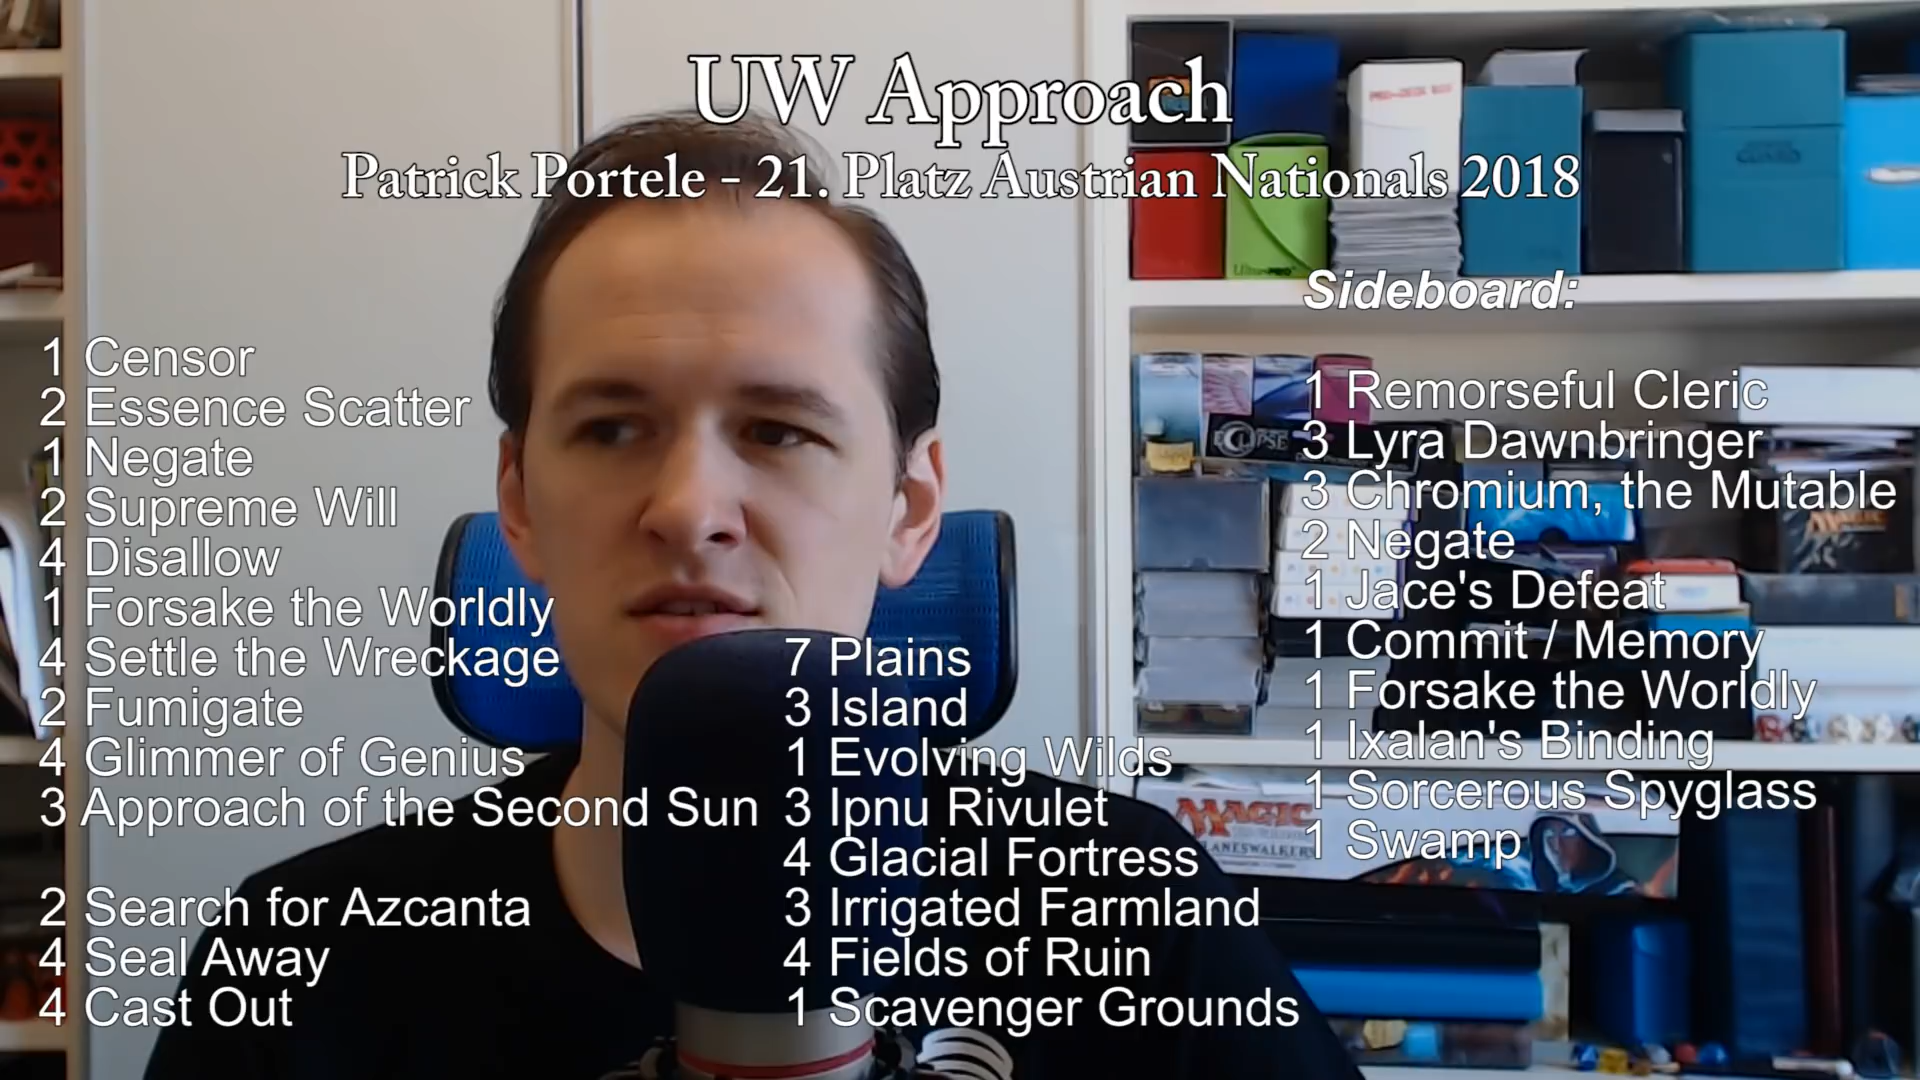 UW Approach
Patrick Portele - 21. Platz Austrian Nationals 2018
1 Censor
2 Essence Scatter
1 Negate
2 Supreme Will
4 Disallow
1 Forsake the Worldly
4 Settle the Wreckage
2 Fumigate
4 Glimmer of Genius
3 Approach of the Second Sun
2 Search for Azcanta
4 Seal Away
4 Cast Out
7 Plains
3 Island
1 Evolving Wilds
3 Ipnu Rivulet
4 Glacial Fortress
3 Irrigated Farmland
4 Fields of Ruin
1 Scavenger Grounds
Sideboard:
1 Remorseful Cleric
3 Lyra Dawnbringer
3 Chromium, the Mutable
2 Negate
1 Jace's Defeat
1 Commit / Memory
1 Forsake the Worldly
1 Ixalan's Binding
1 Sorcerous Spyglass
1 Swamp
ECLIPSE
MAGIC